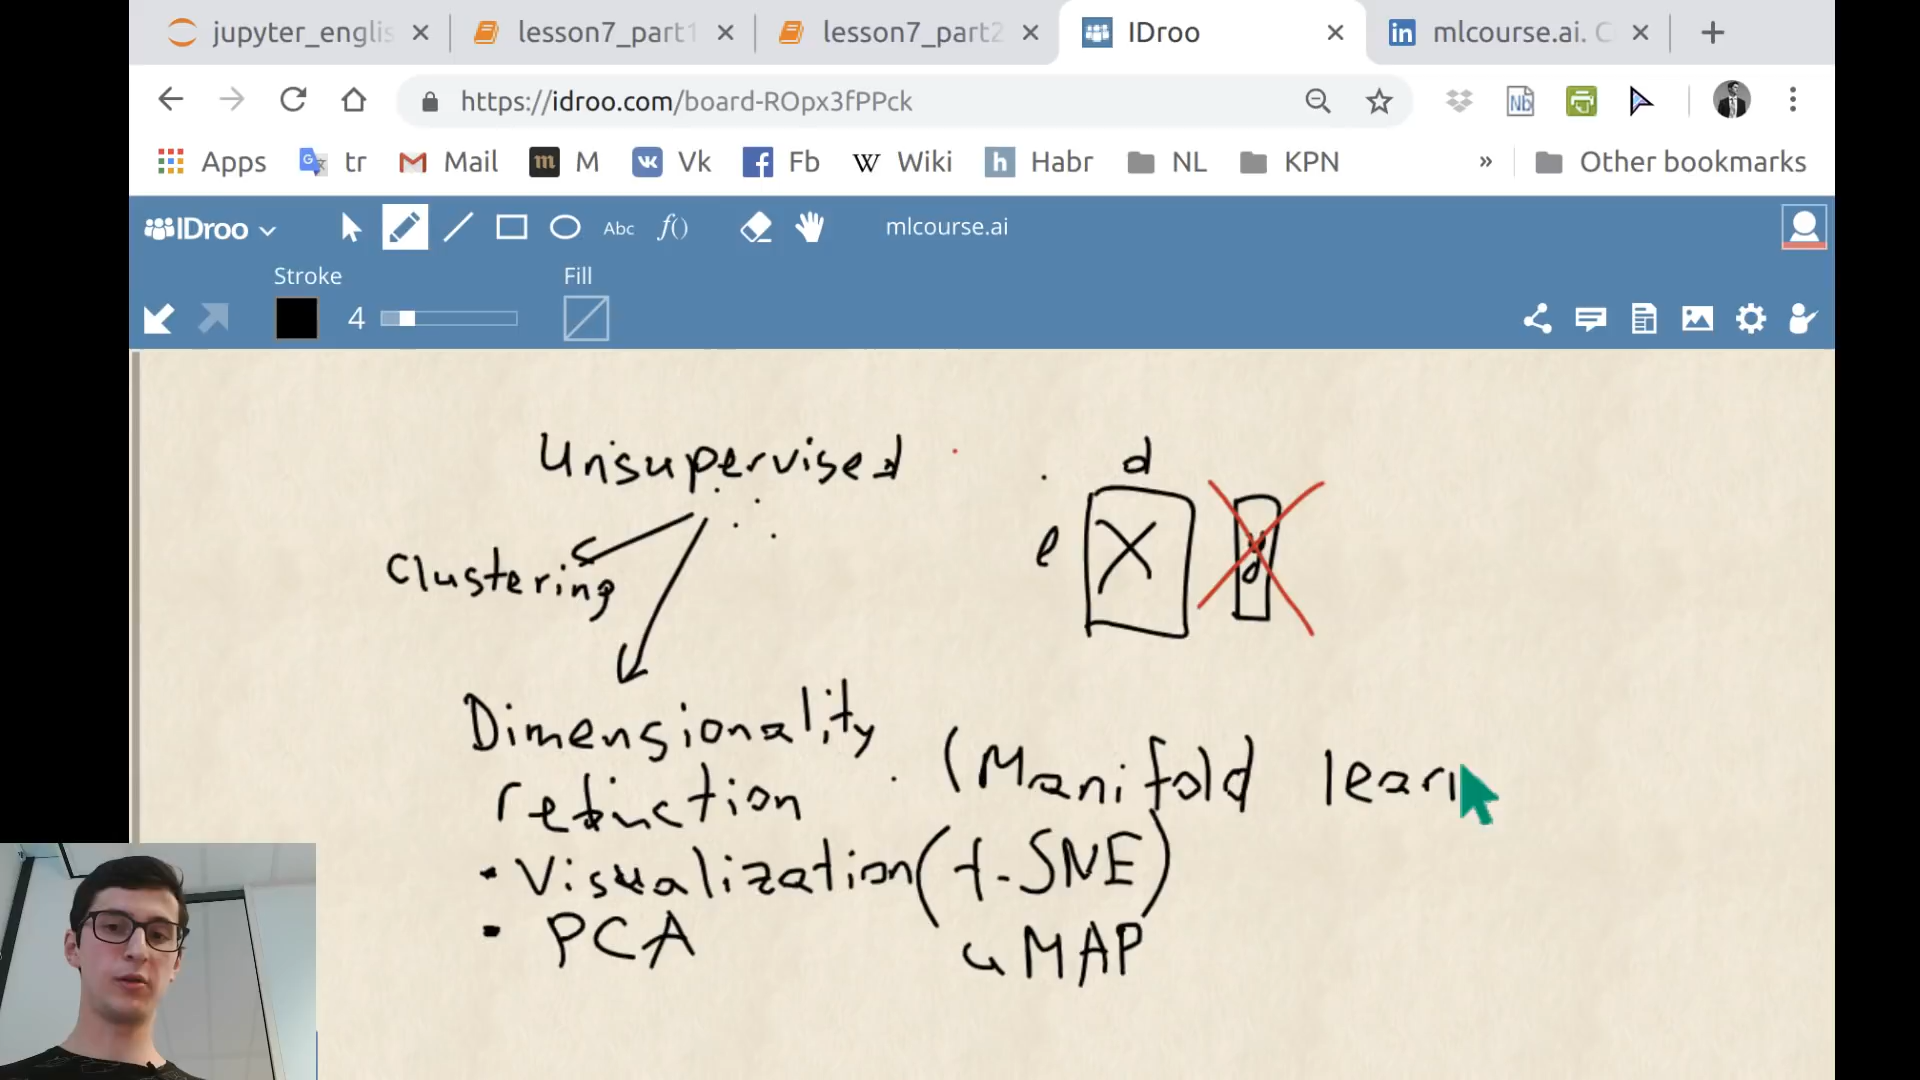 jupyter_englis
lesson7_part1
lesson7_part2
IDroo
mlcourse.ai. C
https://idroo.com/board-ROpx3fPPck
Apps tr Mail M Vk Fb Wiki Habr NL KPN » Other bookmarks
IDroo Abc f() mlcourse.ai
Stroke Fill
4
Unsupervised
d
l X y
Clustering
Dimensionality
reduction (Manifold learn
• Visualization (t-SNE)
• PCA uMAP